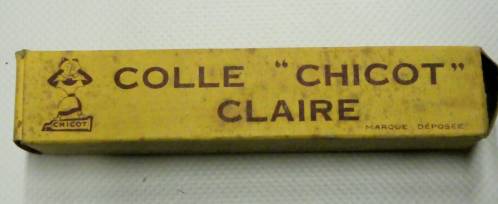 COLLE "CHICOT"
CLAIRE
MARQUE DÉPOSÉE
CHICOT